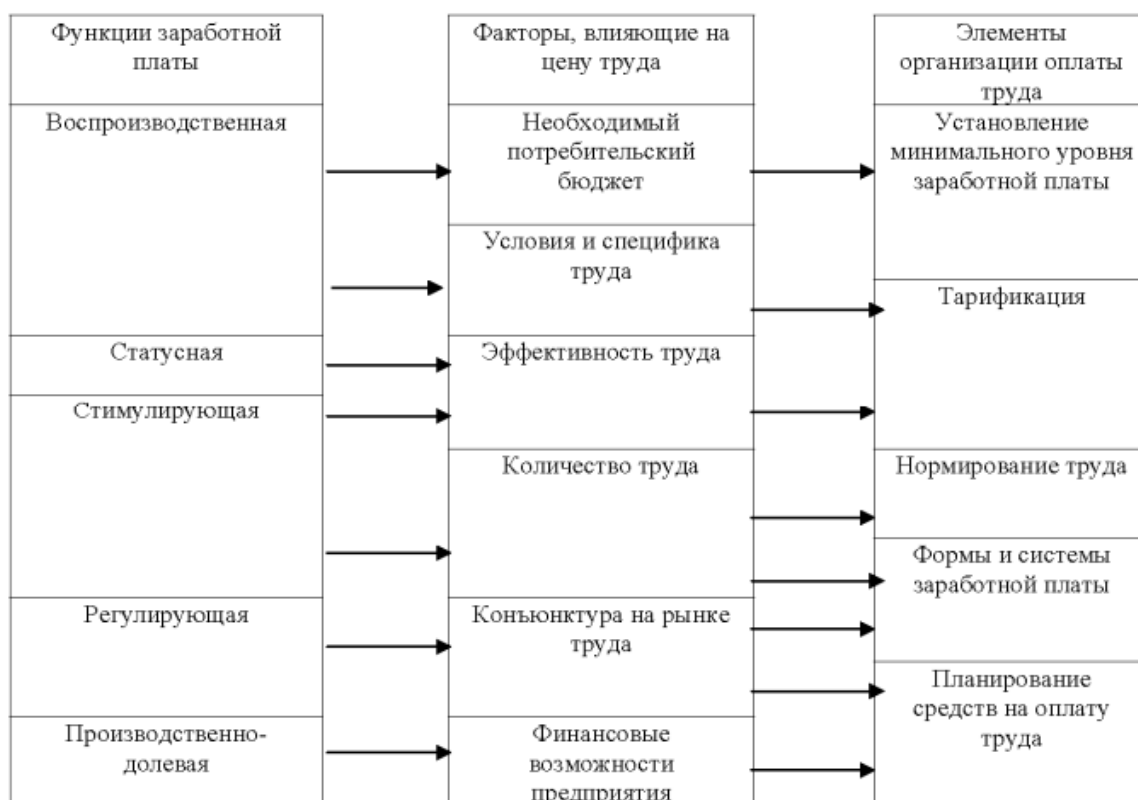 Функции заработной
платы
Факторы, влияющие на
цену труда
Элементы
организации оплаты
труда
Воспроизводственная
Необходимый
потребительский
бюджет
Установление
минимального уровня
заработной платы
Условия и специфика
труда
Тарификация
Статусная
Эффективность труда
Стимулирующая
Количество труда
Нормирование труда
Формы и системы
заработной платы
Регулирующая
Конъюнктура на рынке
труда
Планирование
средств на оплату
труда
Производственно-
долевая
Финансовые
возможности
предприятия